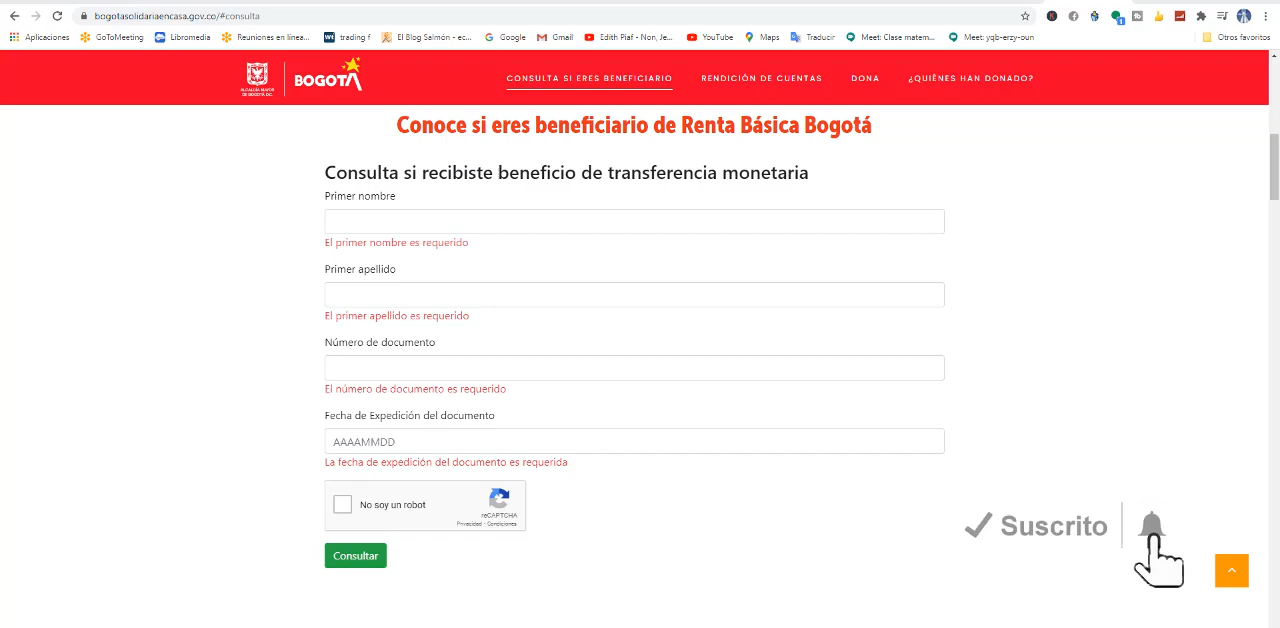 bogotasolidariaencasa.gov.co/#consulta
Aplicaciones GoToMeeting Libromedia Reuniones en línea... trading f El Blog Salmón - ec... Google Gmail Edith Piaf - Non, Je... YouTube Maps Traducir Meet: Clase matem... Meet: yqb-erzy-oun Otros favoritos
ALCALDÍA MAYOR
DE BOGOTÁ D.C.
BOGOTÁ
CONSULTA SI ERES BENEFICIARIO RENDICIÓN DE CUENTAS DONA ¿QUIÉNES HAN DONADO?
Conoce si eres beneficiario de Renta Básica Bogotá
Consulta si recibiste beneficio de transferencia monetaria
Primer nombre
El primer nombre es requerido
Primer apellido
El primer apellido es requerido
Número de documento
El número de documento es requerido
Fecha de Expedición del documento
AAAAMMDD
La fecha de expedición del documento es requerida
No soy un robot
reCAPTCHA
Privacidad - Condiciones
Suscrito
Consultar